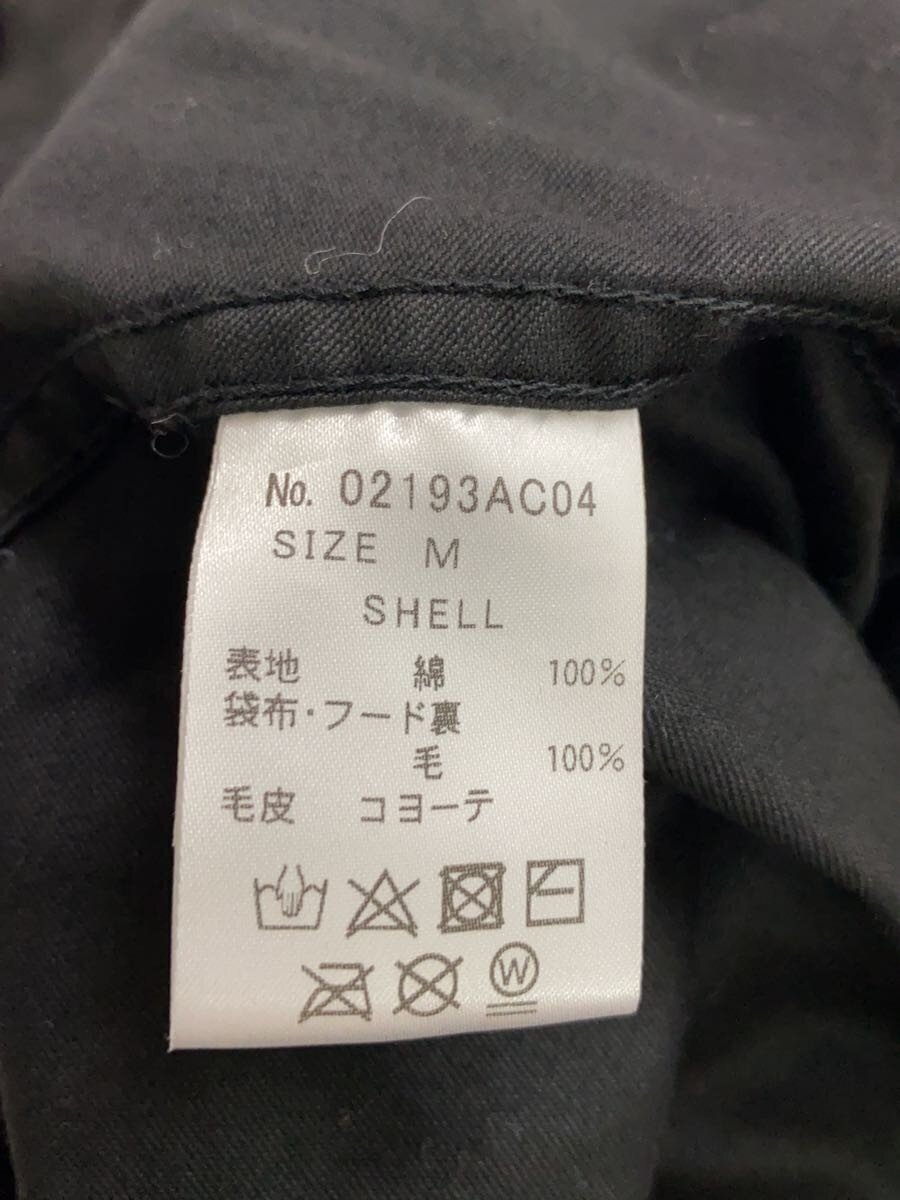 No. 02193AC04
SIZE M
SHELL
表地 綿 100%
袋布・フード裏
毛 100%
毛皮 コヨーテ
W